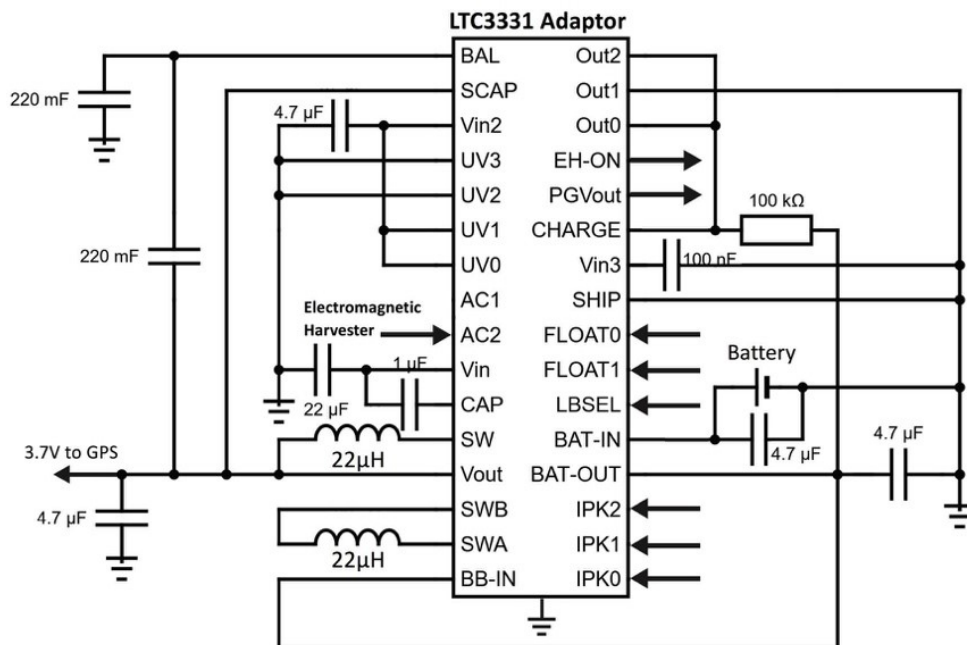 LTC3331 Adaptor
BAL
SCAP
Vin2
UV3
UV2
UV1
UV0
AC1
AC2
Vin
CAP
SW
Vout
SWB
SWA
BB-IN
Out2
Out1
Out0
EH-ON
PGVout
CHARGE
Vin3
SHIP
FLOAT0
FLOAT1
LBSEL
BAT-IN
BAT-OUT
IPK2
IPK1
IPK0
220 mF
4.7 µF
220 mF
Electromagnetic
Harvester
1 µF
22 µF
3.7V to GPS
22µH
4.7 µF
22µH
100 kΩ
100 nF
Battery
4.7 µF
4.7 µF